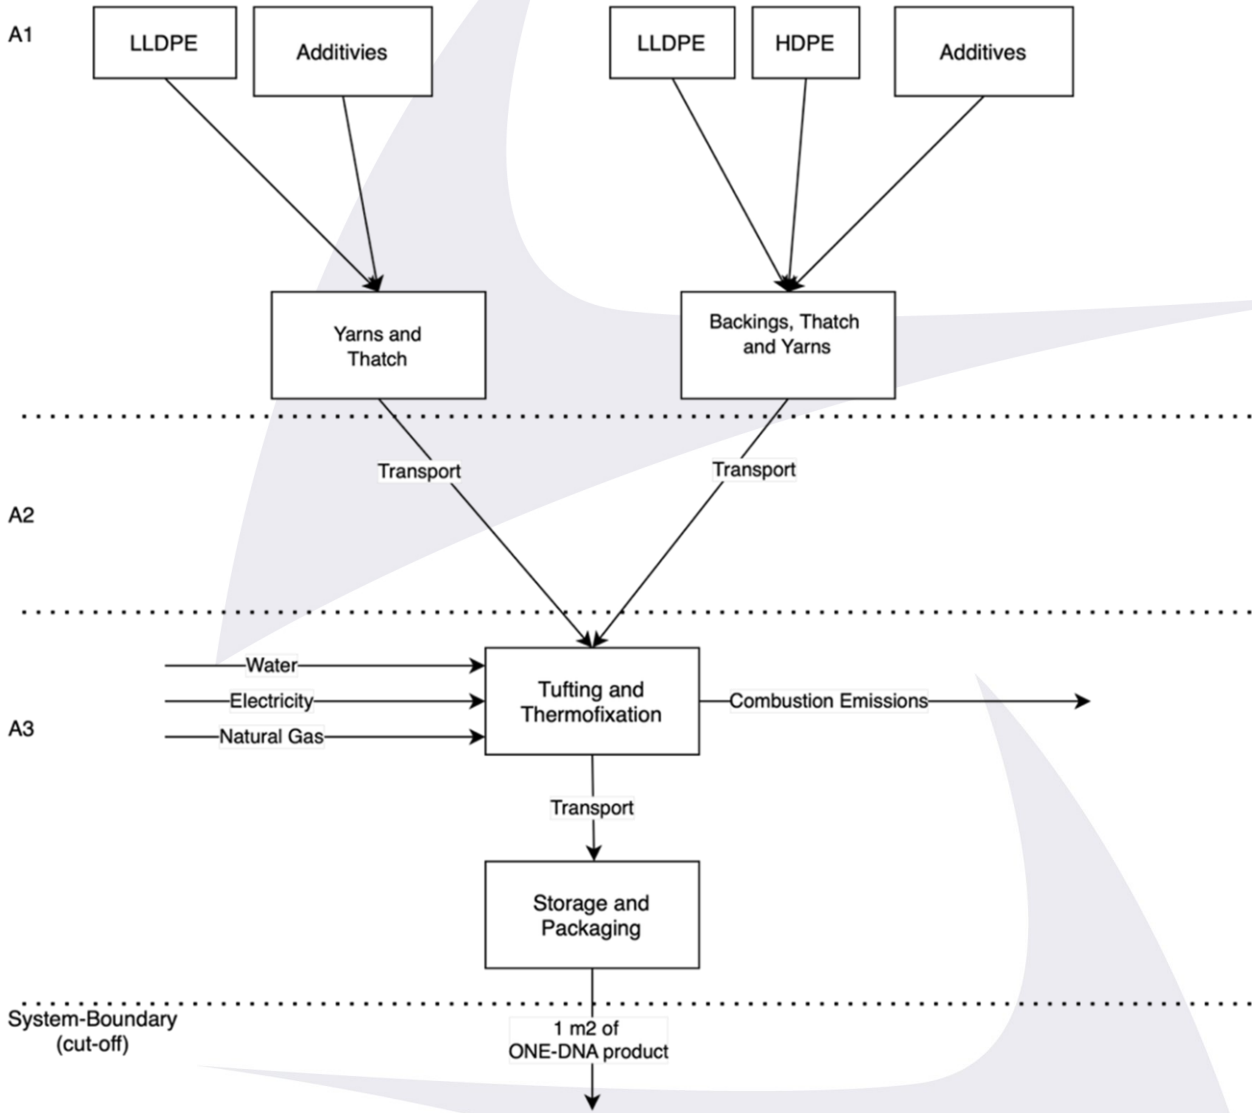 A1
LLDPE
Additivies
LLDPE
HDPE
Additives
Yarns and
Thatch
Backings, Thatch
and Yarns
Transport
Transport
A2
Water
Electricity
Natural Gas
Tufting and
Thermofixation
Combustion Emissions
A3
Transport
Storage and
Packaging
System-Boundary
(cut-off)
1 m2 of
ONE-DNA product